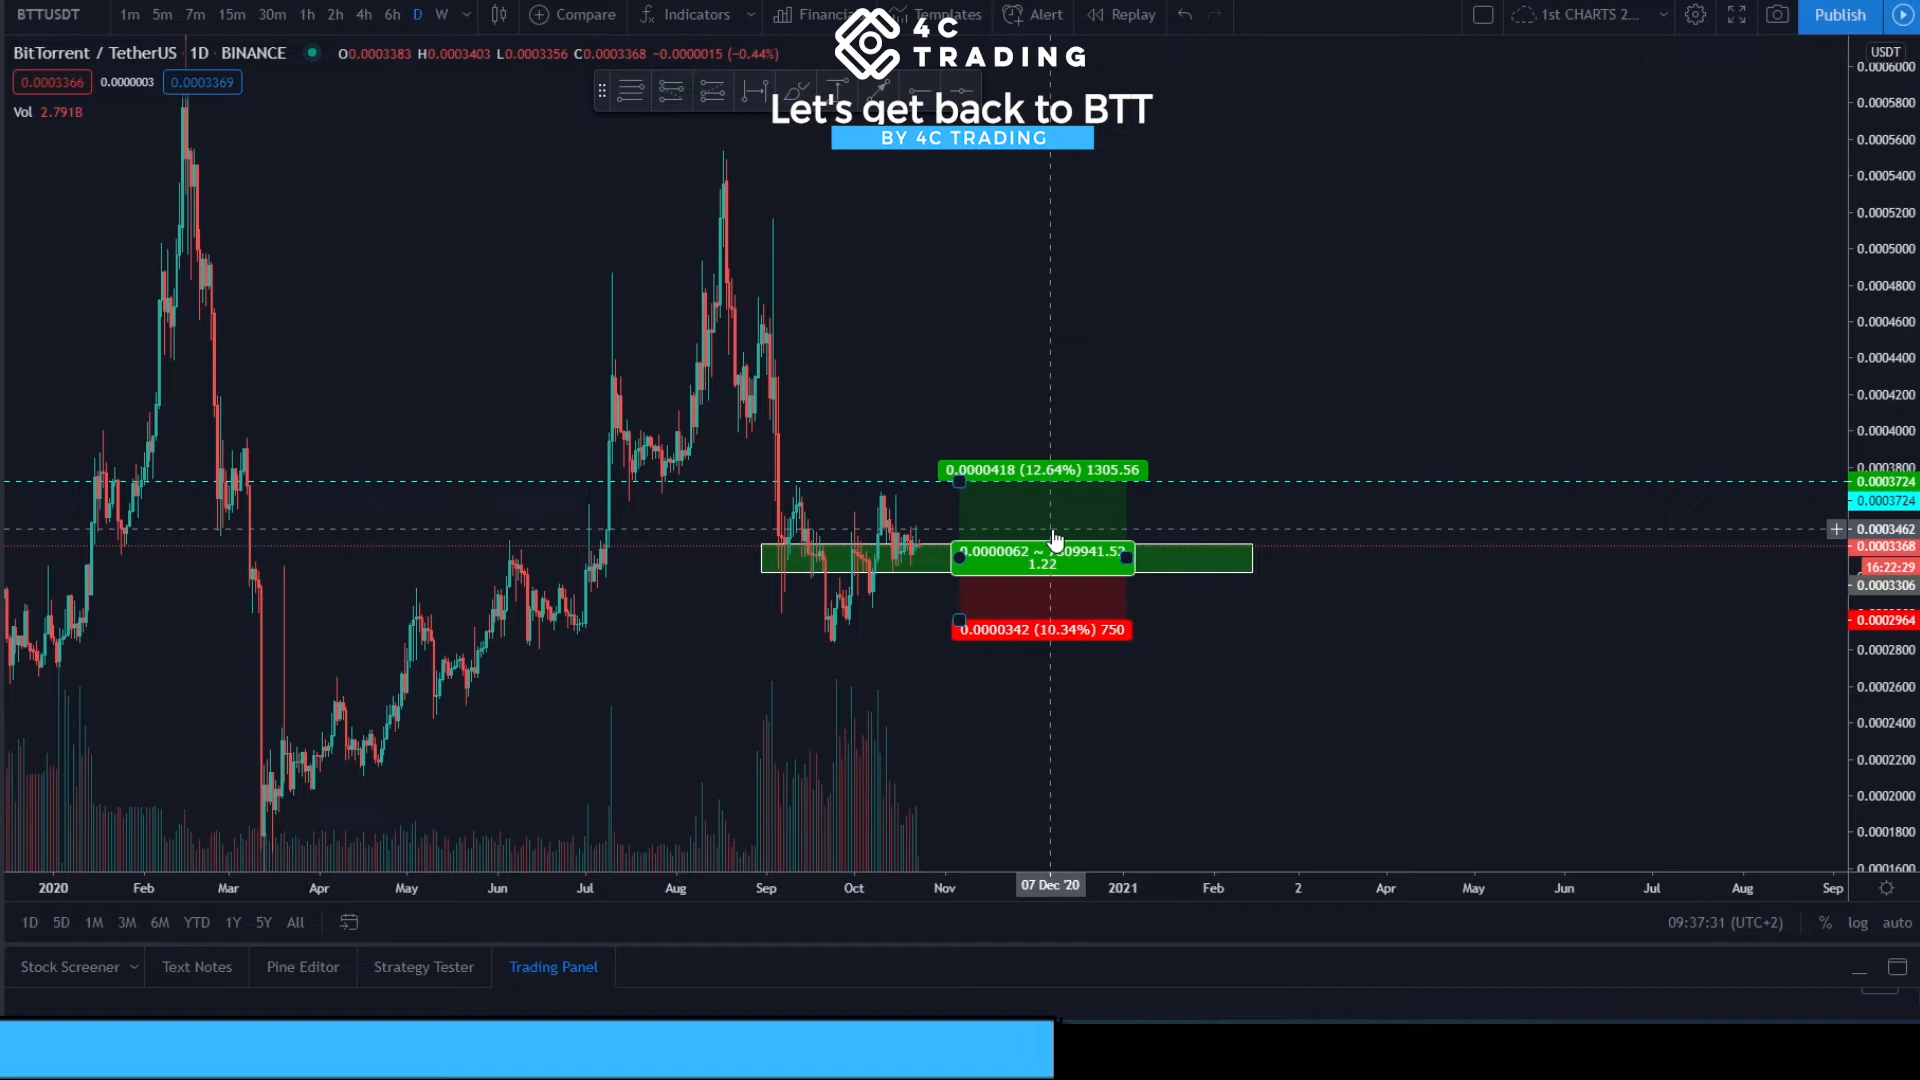 BTTUSDT 1m 5m 7m 15m 30m 1h 2h 4h 6h D W Compare Indicators Financia Templates Alert Replay 1st CHARTS 2... Publish
4C
TRADING
BitTorrent / TetherUS 1D BINANCE O0.0003383 H0.0003403 L0.0003356 C0.0003368 −0.0000015 (−0.44%)
0.0003366 0.0000003 0.0003369
Vol 2.791B
Let's get back to BTT
BY 4C TRADING
USDT
0.0006000
0.0005800
0.0005600
0.0005400
0.0005200
0.0005000
0.0004800
0.0004600
0.0004400
0.0004200
0.0004000
0.0003800
0.0003724
0.0003724
0.0003462
0.0003368
16:22:29
0.0003306
0.0002964
0.0002800
0.0002600
0.0002400
0.0002200
0.0002000
0.0001800
0.0001600
0.0000418 (12.64%) 1305.56
0.0000062 ~
1.22
0.0000342 (10.34%) 750
2020 Feb Mar Apr May Jun Jul Aug Sep Oct Nov 07 Dec '20 2021 Feb 2 Apr May Jun Jul Aug Sep
1D 5D 1M 3M 6M YTD 1Y 5Y All 09:37:31 (UTC+2) % log auto
Stock Screener Text Notes Pine Editor Strategy Tester Trading Panel